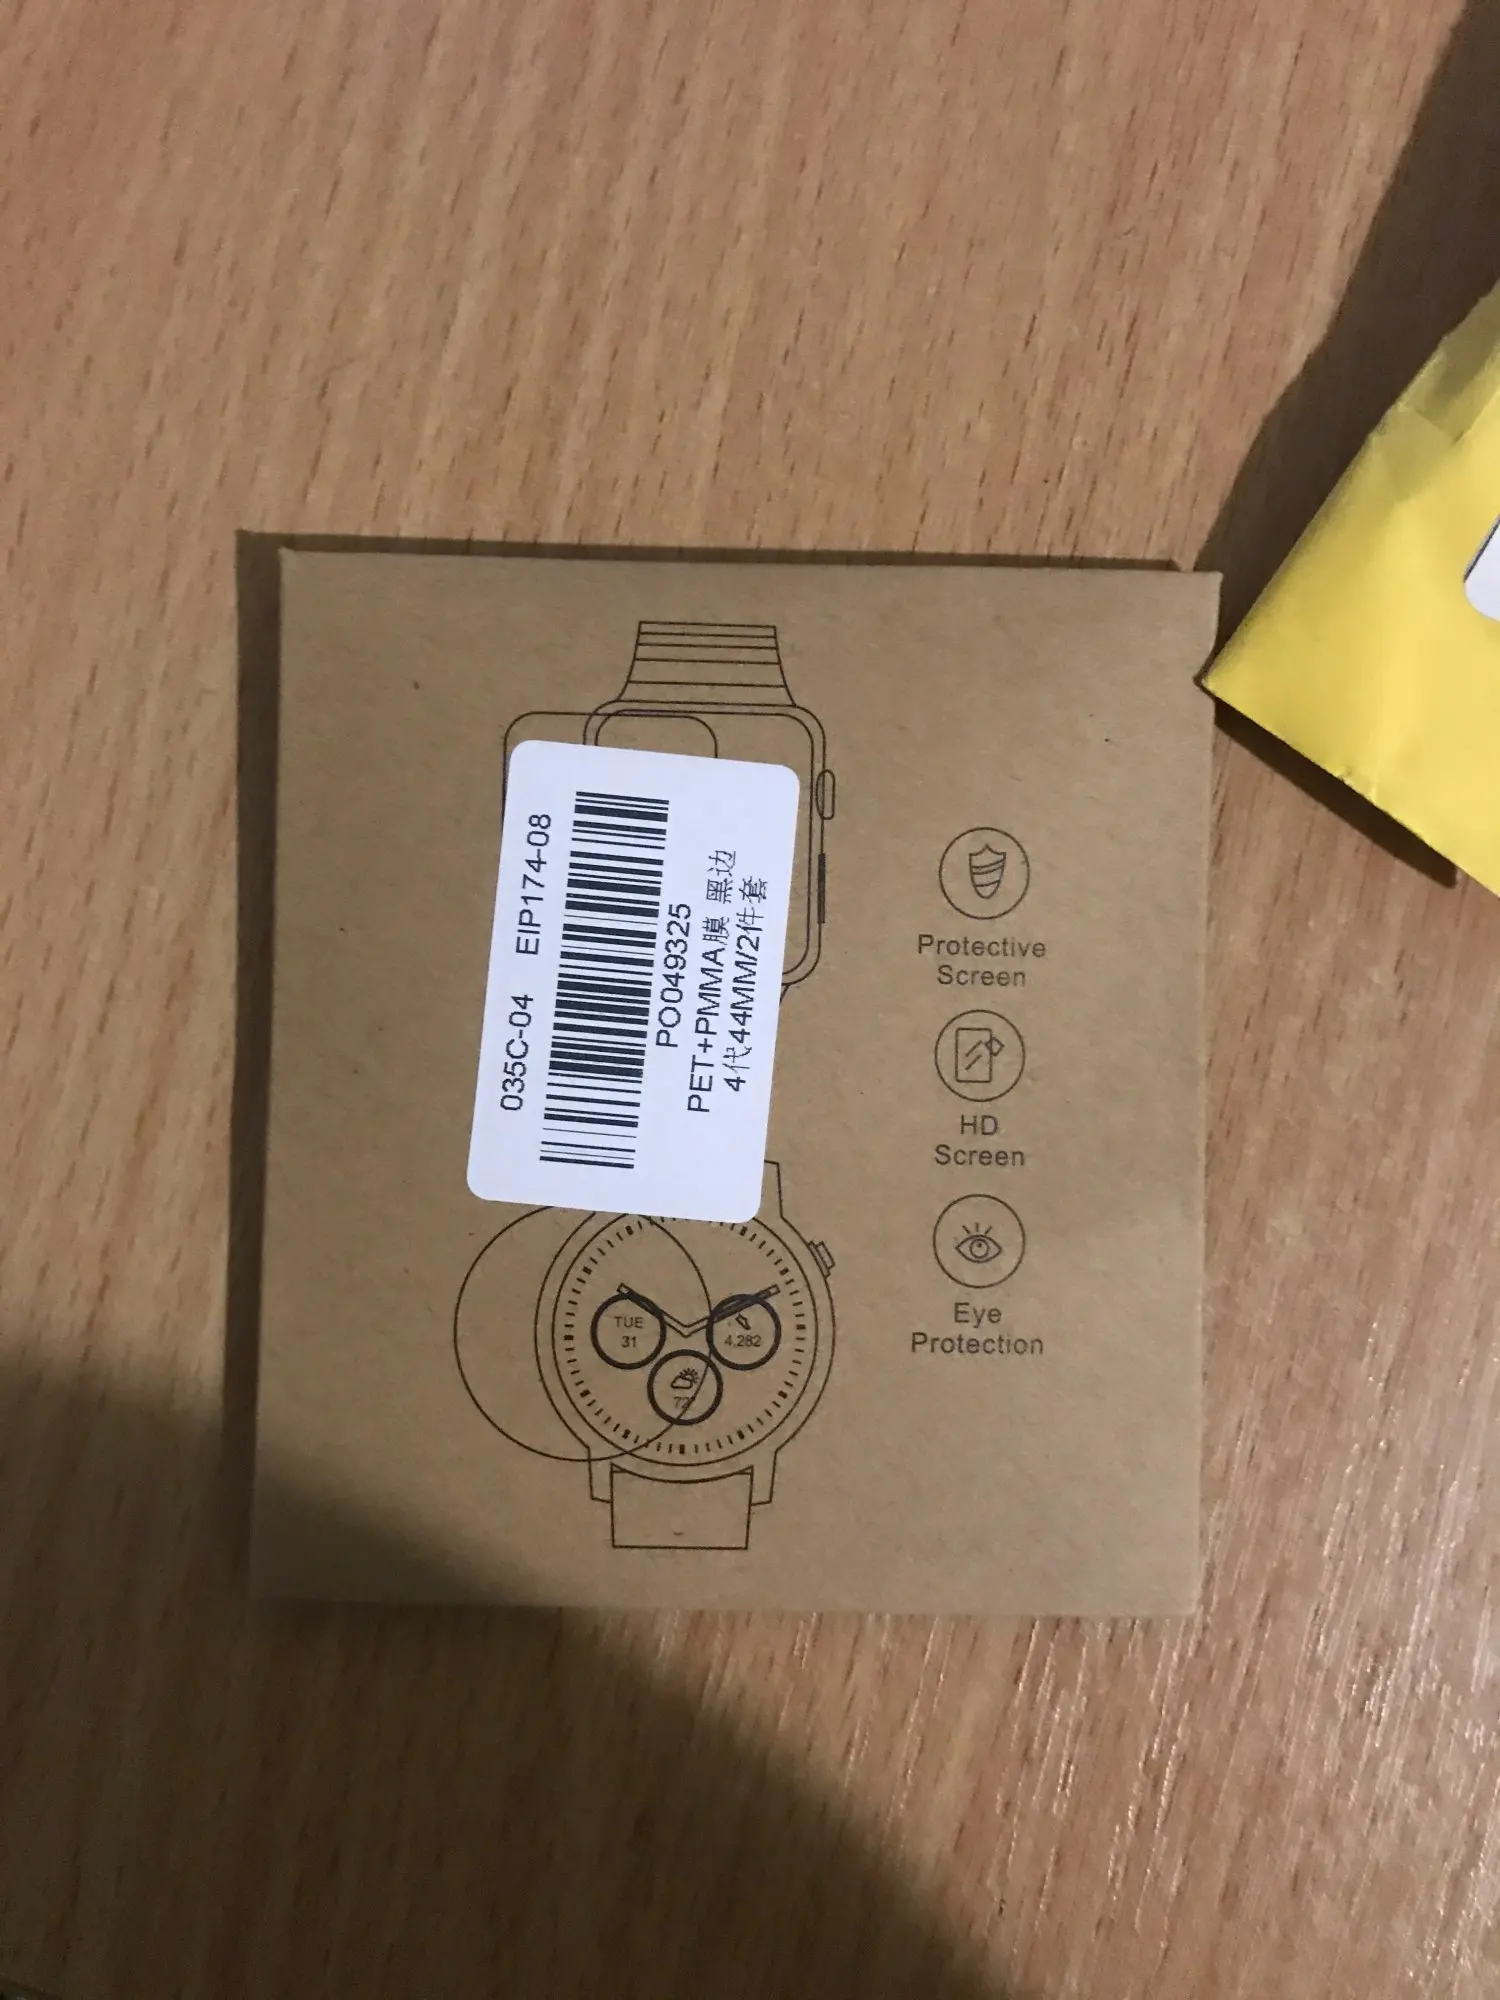 035C-04 EIP174-08
PO049325
PET+PMMA膜 黑边
4代44MM/2件套
Protective
Screen
HD
Screen
Eye
Protection
TUE
31
4,282
72